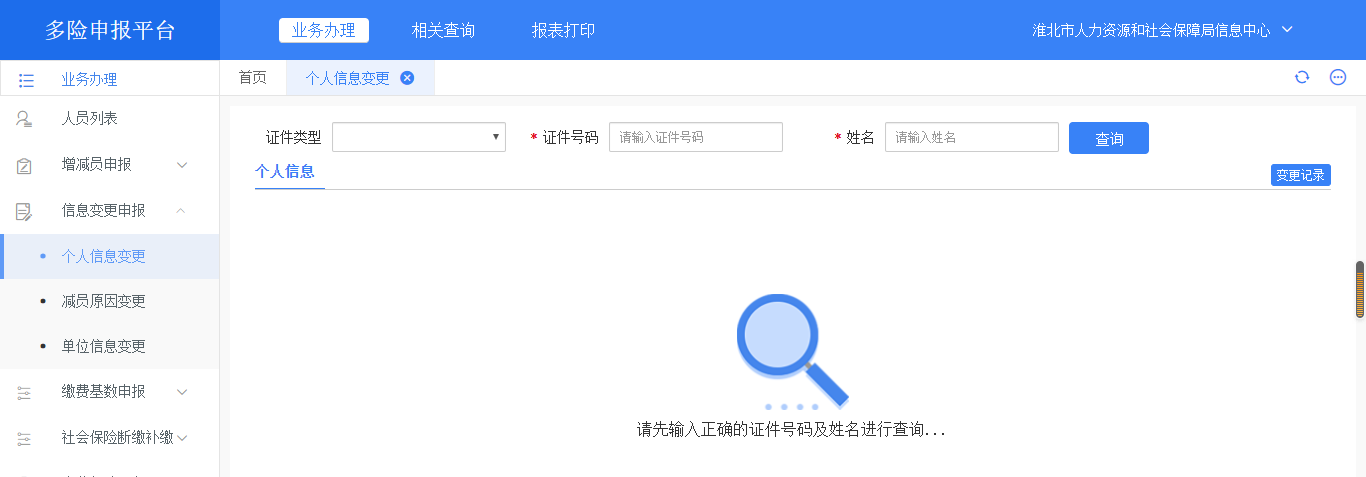 多险申报平台
业务办理 相关查询 报表打印 淮北市人力资源和社会保障局信息中心
业务办理
首页 个人信息变更
人员列表
增减员申报
信息变更申报
个人信息变更
减员原因变更
单位信息变更
缴费基数申报
社会保险断缴补缴
证件类型 * 证件号码 请输入证件号码 * 姓名 请输入姓名 查询
个人信息 变更记录
请先输入正确的证件号码及姓名进行查询...